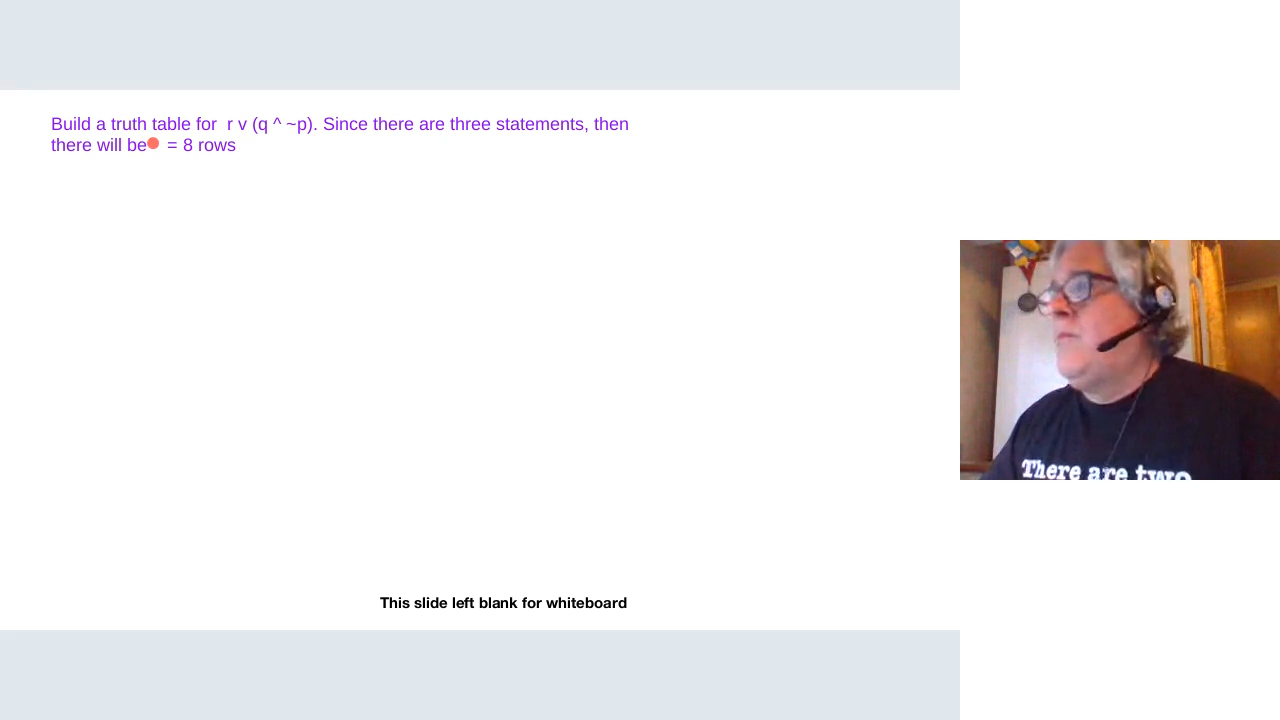 Build a truth table for r v (q ^ ~p). Since there are three statements, then
there will be = 8 rows
There are two
This slide left blank for whiteboard